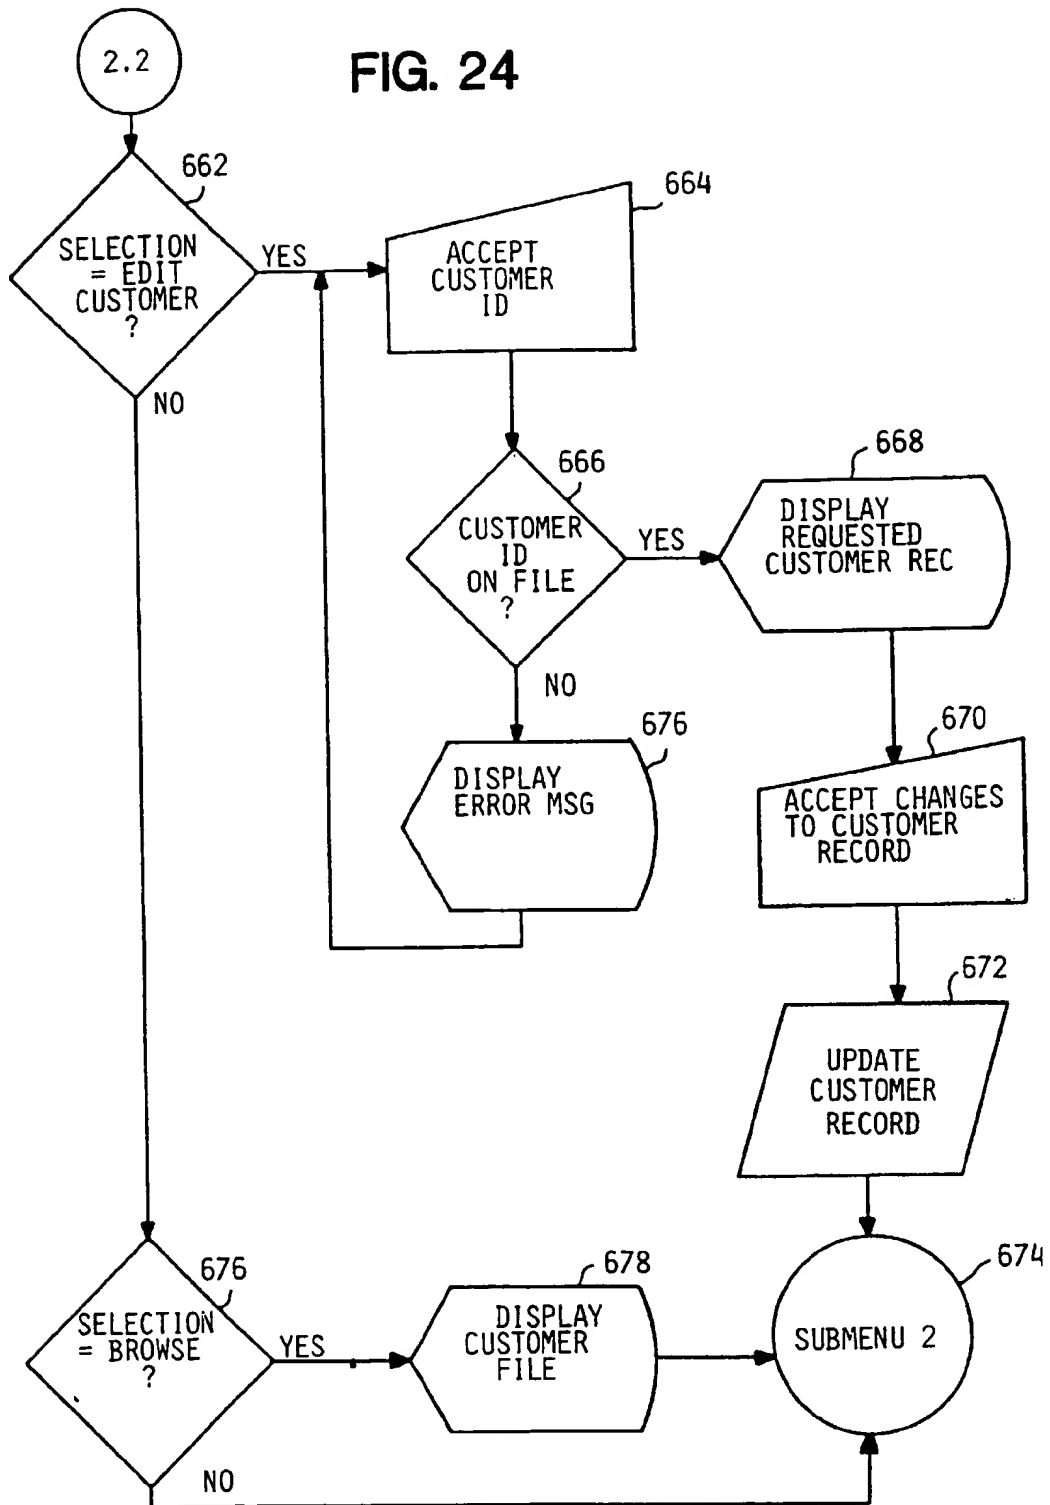 2.2
FIG. 24
662
SELECTION
= EDIT
CUSTOMER
?
YES
NO
664
ACCEPT
CUSTOMER
ID
666
CUSTOMER
ID
ON FILE
?
YES
NO
668
DISPLAY
REQUESTED
CUSTOMER REC
676
DISPLAY
ERROR MSG
670
ACCEPT CHANGES
TO CUSTOMER
RECORD
672
UPDATE
CUSTOMER
RECORD
676
SELECTION
= BROWSE
?
YES
NO
678
DISPLAY
CUSTOMER
FILE
674
SUBMENU 2